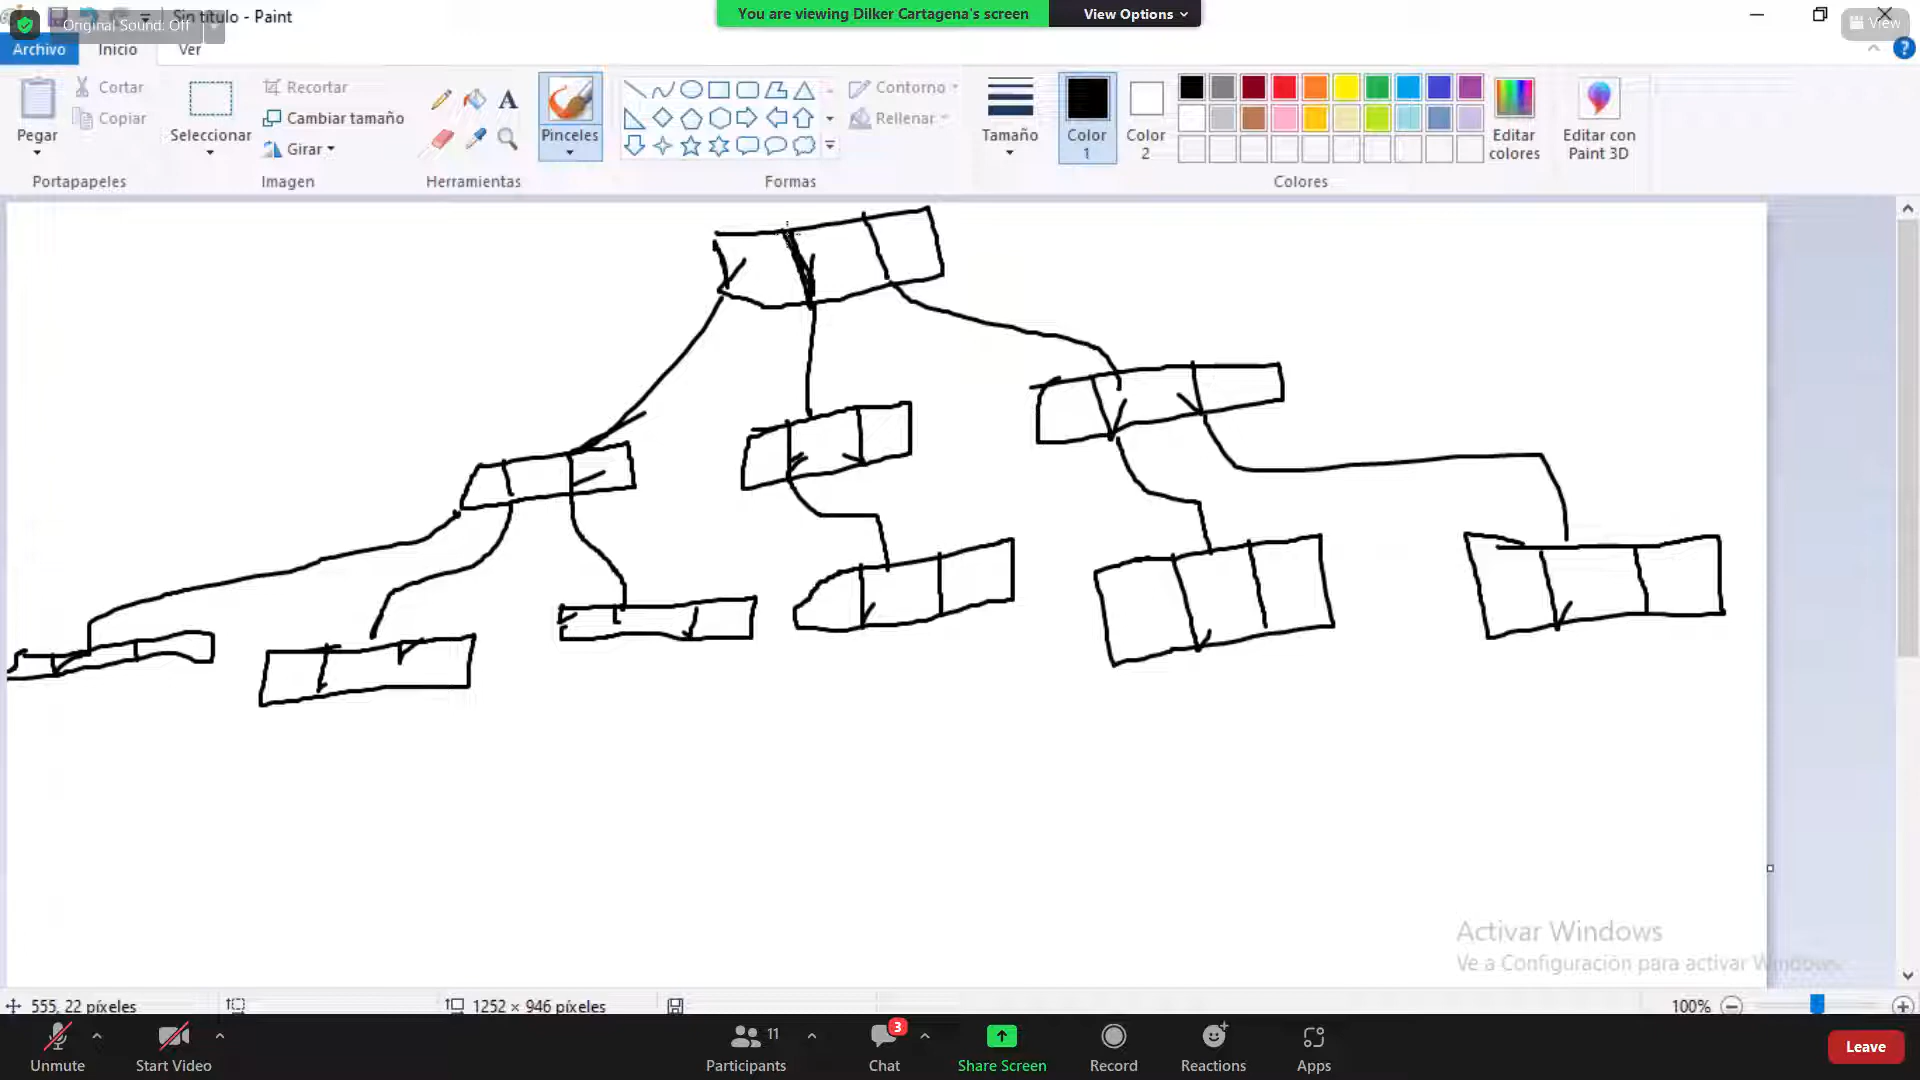 Sin título - Paint
Original Sound: Off
You are viewing Dilker Cartagena's screen
View Options
View
Archivo
Inicio
Ver
Pegar
Cortar
Copiar
Portapapeles
Seleccionar
Recortar
Cambiar tamaño
Girar
Imagen
Herramientas
Pinceles
Contorno
Rellenar
Formas
Tamaño
Color
1
Color
2
Editar
colores
Editar con
Paint 3D
Colores
Activar Windows
Ve a Configuración para activar Windows.
555, 22 píxeles
1252 × 946 píxeles
100%
Unmute
Start Video
11
Participants
3
Chat
Share Screen
Record
Reactions
Apps
Leave